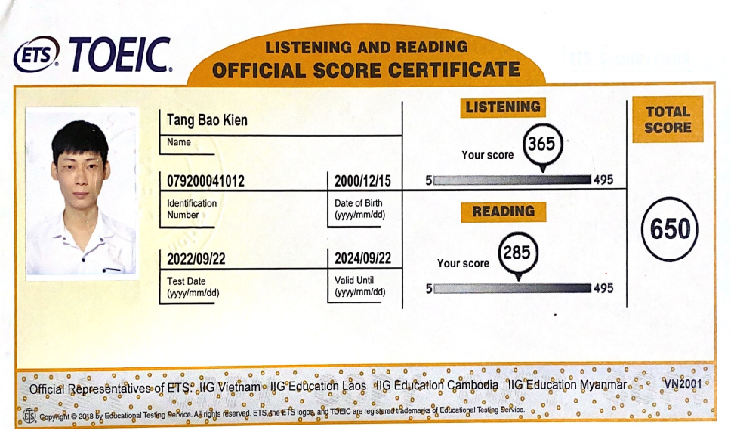 ETS® TOEIC®
LISTENING AND READING
OFFICIAL SCORE CERTIFICATE
Tang Bao Kien
Name
079200041012
Identification
Number
2000/12/15
Date of Birth
(yyyy/mm/dd)
2022/09/22
Test Date
(yyyy/mm/dd)
2024/09/22
Valid Until
(yyyy/mm/dd)
LISTENING
Your score
365
5
495
READING
Your score
285
5
495
TOTAL
SCORE
650
Official Representatives of ETS: IIG Vietnam IIG Education Laos IIG Education Cambodia IIG Education Myanmar VN2001
ETS Copyright © 2018 by Educational Testing Service. All rights reserved. ETS, the ETS logos, and TOEIC are registered trademarks of Educational Testing Service.